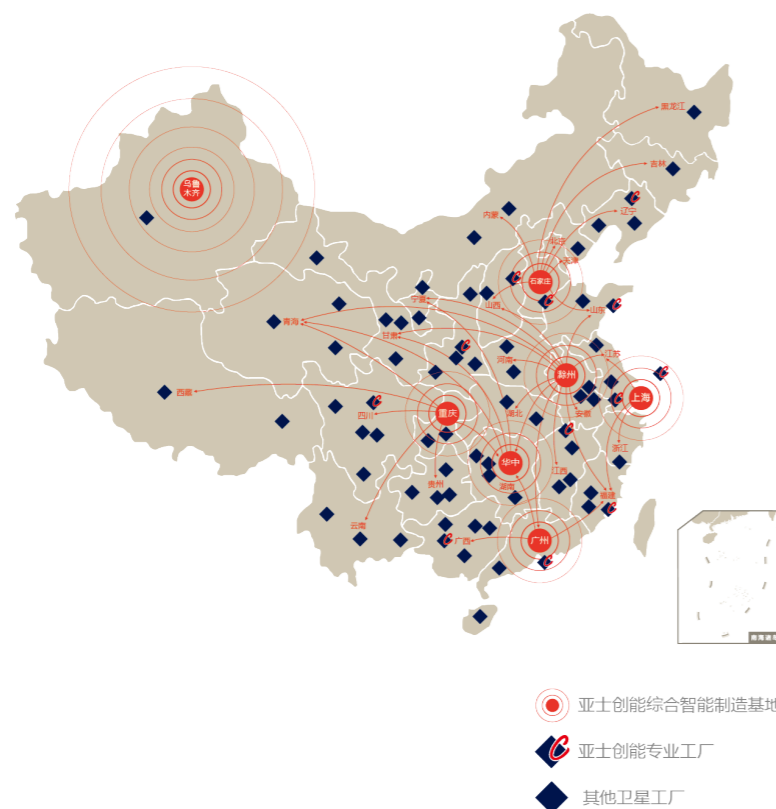 黑龙江
吉林
乌鲁
木齐
辽宁
内蒙
北京
天津
石家庄
宁夏
山西
山东
青海
甘肃
江苏
河南
滁州
西藏
上海
四川
重庆
湖北
安徽
浙江
华中
江西
贵州
湖南
福建
云南
广西
广州
亚士创能综合智能制造基地
亚士创能专业工厂
其他卫星工厂